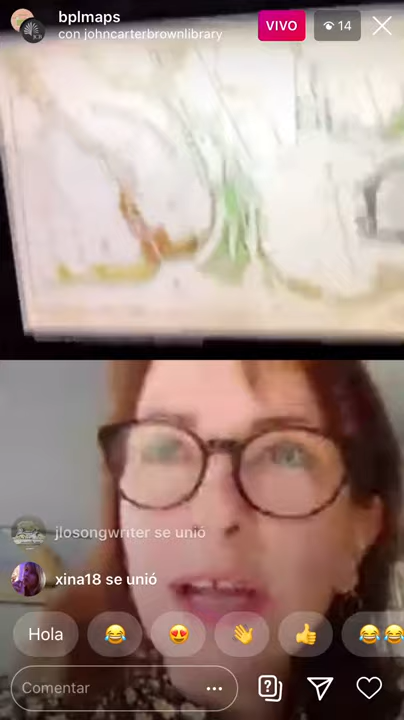 bplmaps
con johncarterbrownlibrary
VIVO
14
jlosongwriter se unió
xina18 se unió
Hola
Comentar